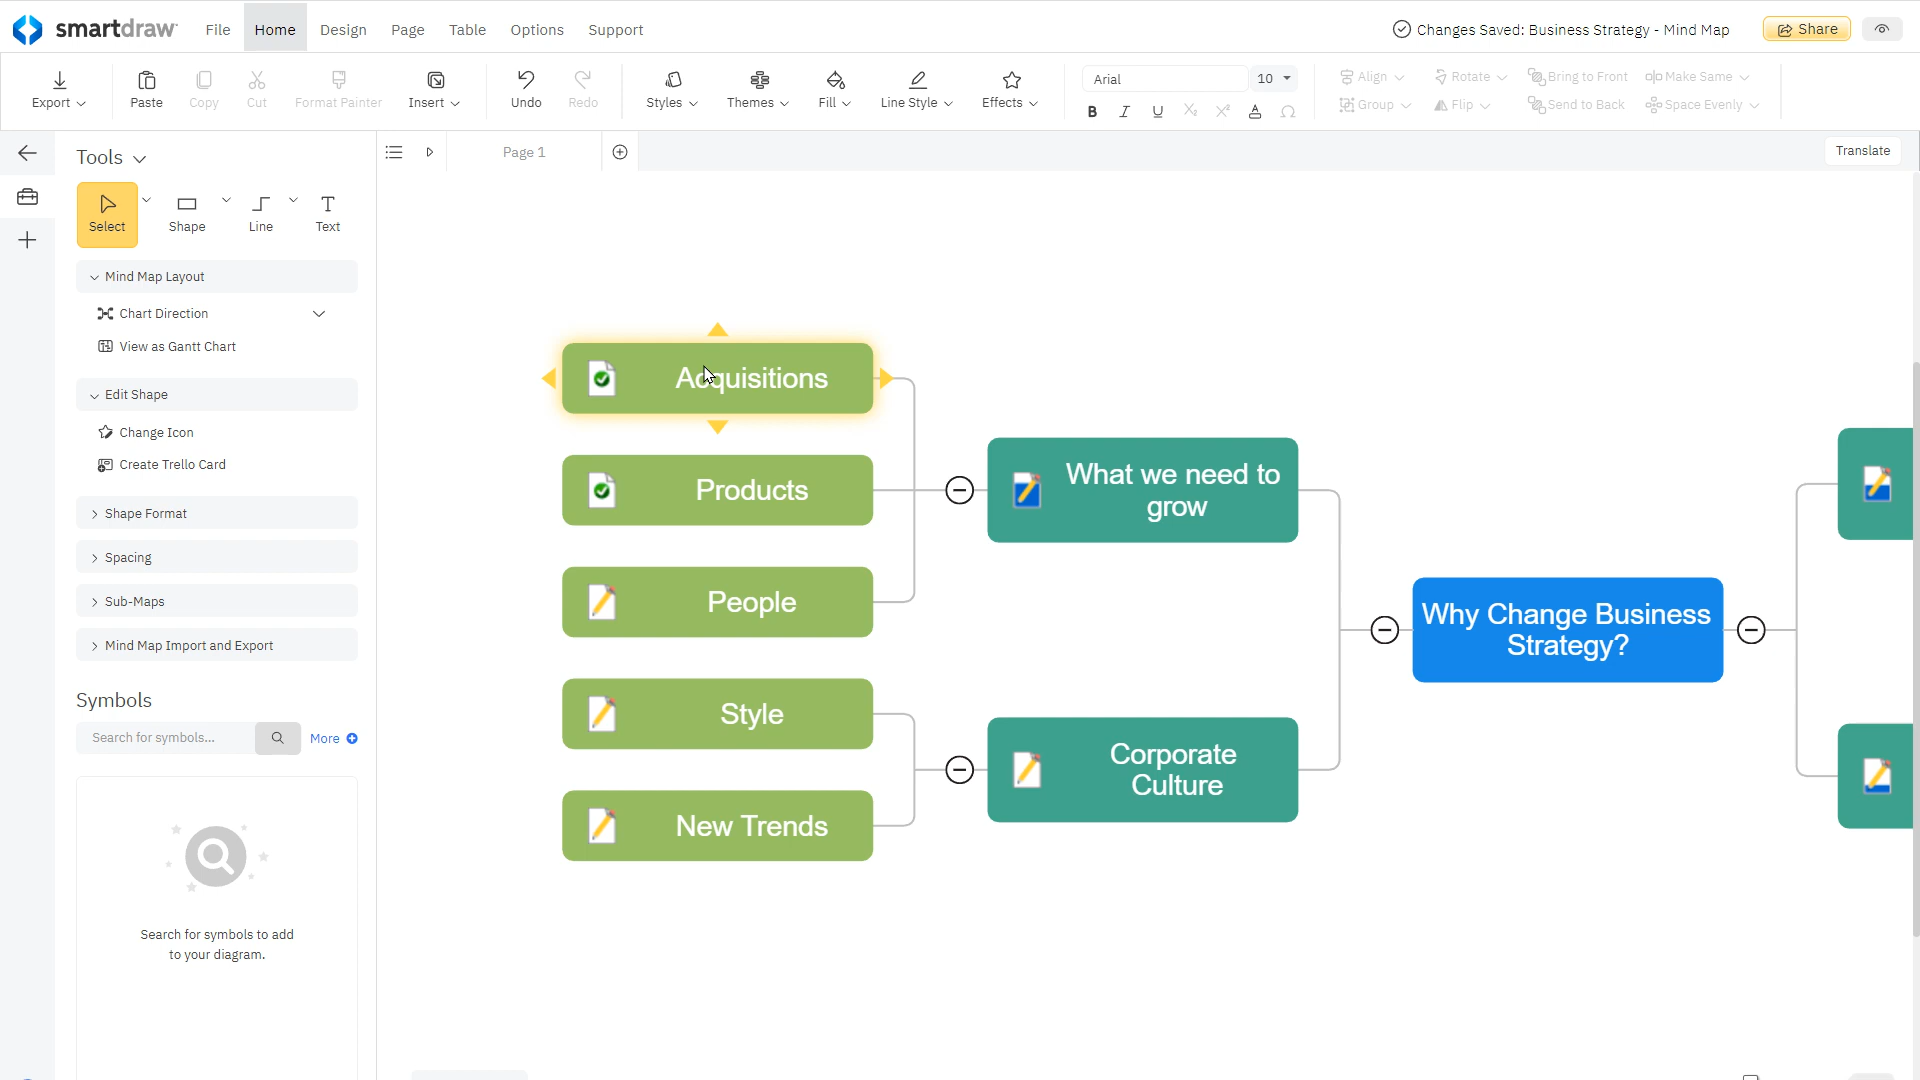 smartdraw
File Home Design Page Table Options Support
Changes Saved: Business Strategy - Mind Map
Share
Export
Paste
Copy
Cut
Format Painter
Insert
Undo
Redo
Styles
Themes
Fill
Line Style
Effects
Arial
10
B I U X₂ X² A Ω
Align
Rotate
Bring to Front
Make Same
Group
Flip
Send to Back
Space Evenly
Tools
Page 1
Translate
Select
Shape
Line
Text
Mind Map Layout
Chart Direction
View as Gantt Chart
Edit Shape
Change Icon
Create Trello Card
Shape Format
Spacing
Sub-Maps
Mind Map Import and Export
Symbols
Search for symbols...
More
Search for symbols to add
to your diagram.
Acquisitions
Products
People
Style
New Trends
What we need to
grow
Corporate
Culture
Why Change Business
Strategy?